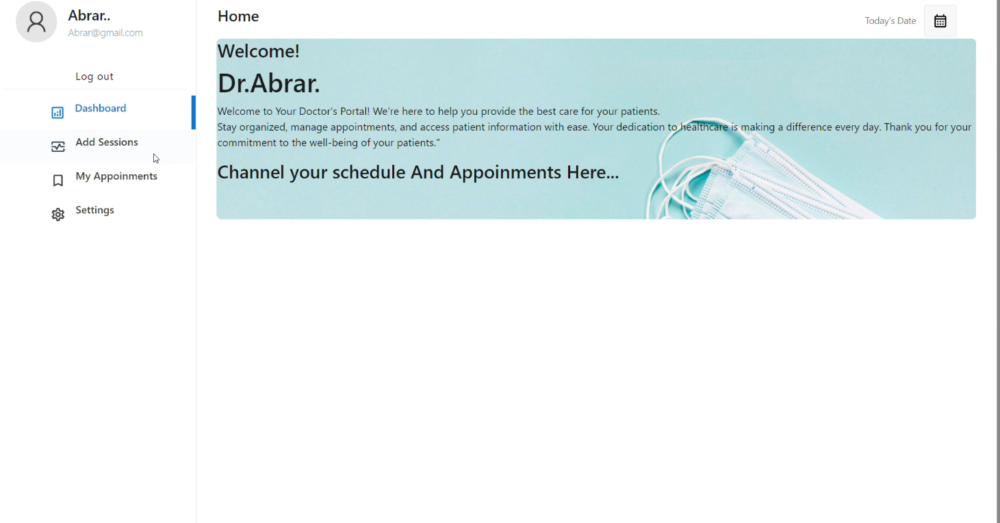 Abrar..
Abrar@gmail.com
Log out
Dashboard
Add Sessions
My Appoinments
Settings
Home
Today's Date
Welcome!
Dr.Abrar.
Welcome to Your Doctor's Portal! We're here to help you provide the best care for your patients.
Stay organized, manage appointments, and access patient information with ease. Your dedication to healthcare is making a difference every day. Thank you for your
commitment to the well-being of your patients."
Channel your schedule And Appoinments Here...